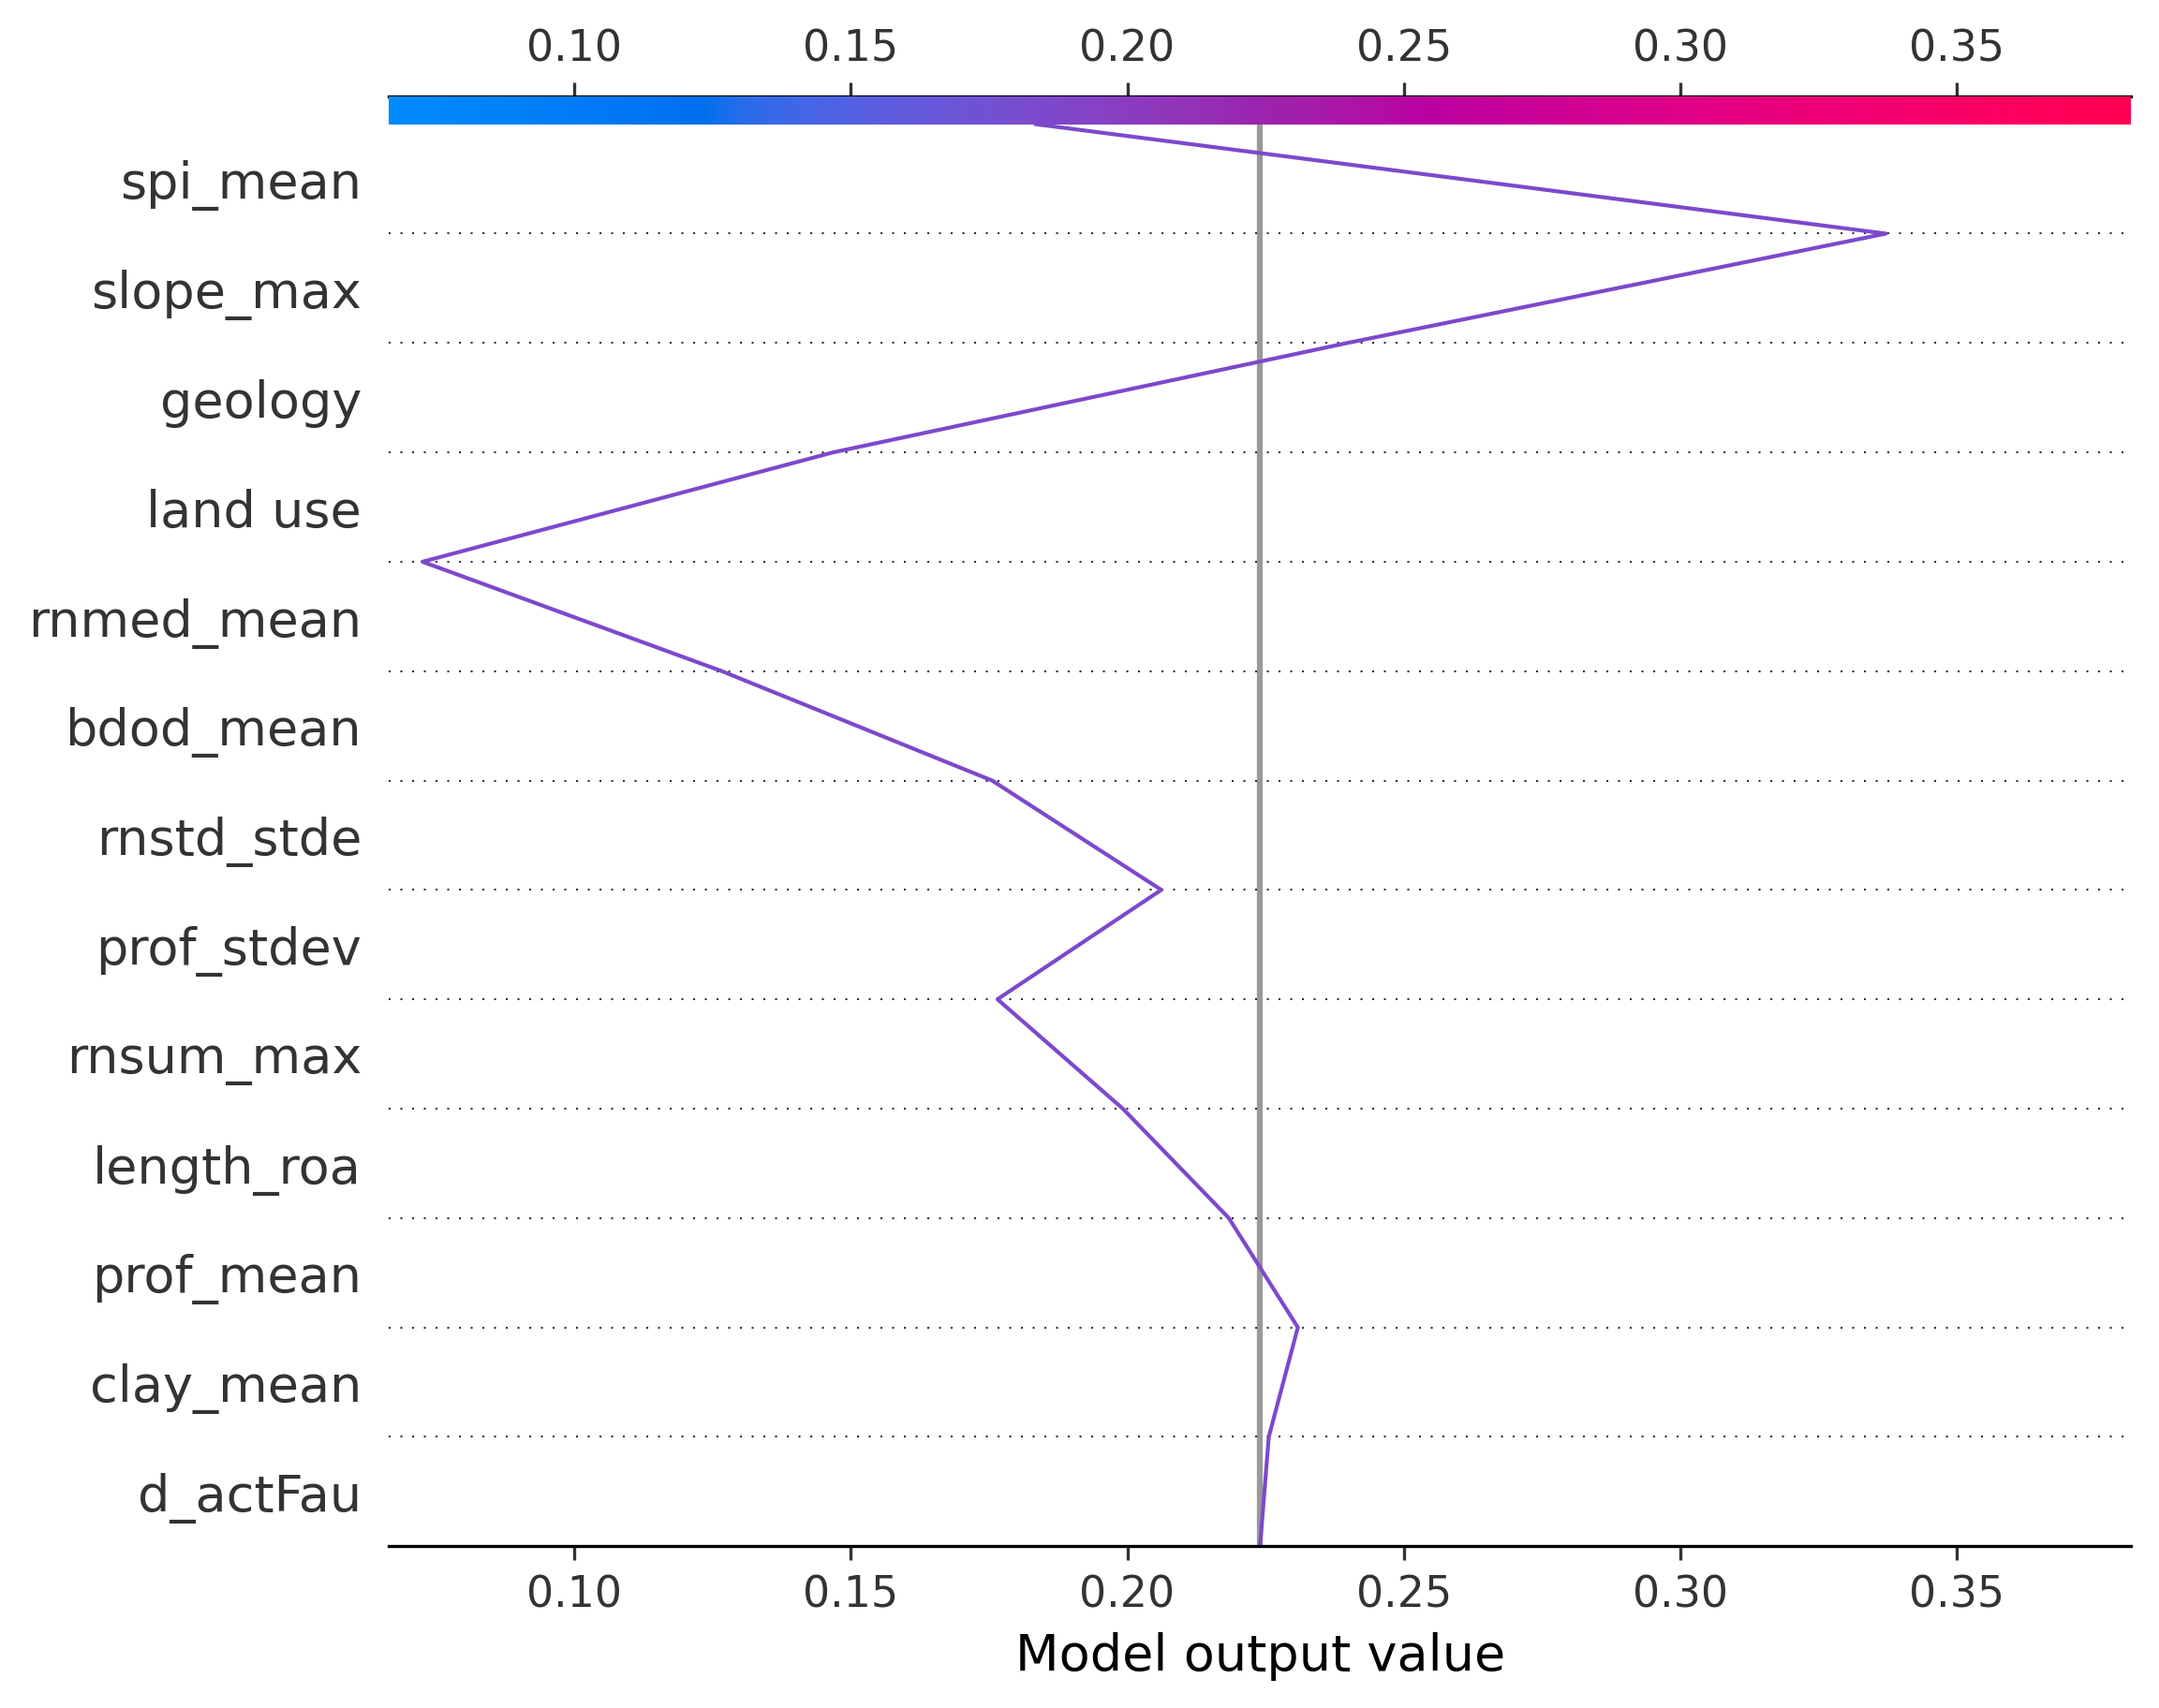 0.10 0.15 0.20 0.25 0.30 0.35
spi_mean
slope_max
geology
land use
rnmed_mean
bdod_mean
rnstd_stde
prof_stdev
rnsum_max
length_roa
prof_mean
clay_mean
d_actFau
0.10 0.15 0.20 0.25 0.30 0.35
Model output value